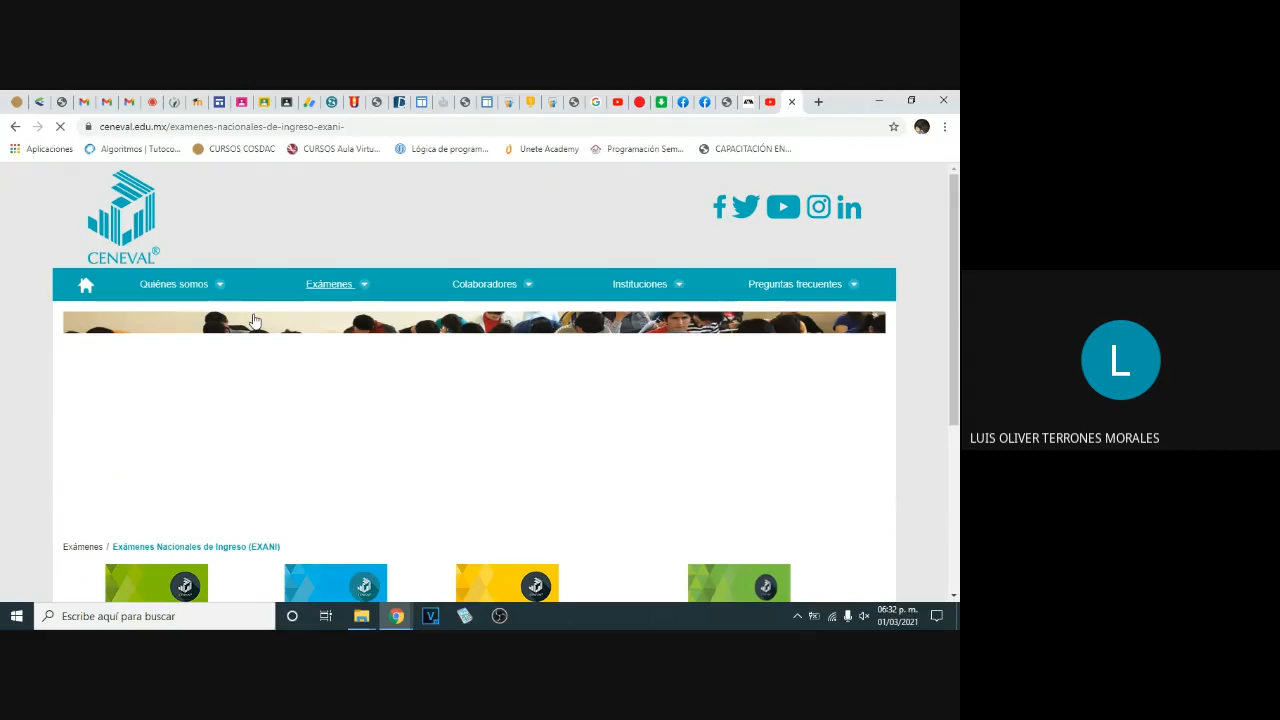 ceneval.edu.mx/examenes-nacionales-de-ingreso-exani-
Aplicaciones
Algoritmos | Tutoco...
CURSOS COSDAC
CURSOS Aula Virtu...
Lógica de program...
Unete Academy
Programación Sem...
CAPACITACIÓN EN...
CENEVAL®
Quiénes somos
Exámenes
Colaboradores
Instituciones
Preguntas frecuentes
Exámenes / Exámenes Nacionales de Ingreso (EXANI)
L
LUIS OLIVER TERRONES MORALES
Escribe aquí para buscar
06:32 p. m.
01/03/2021